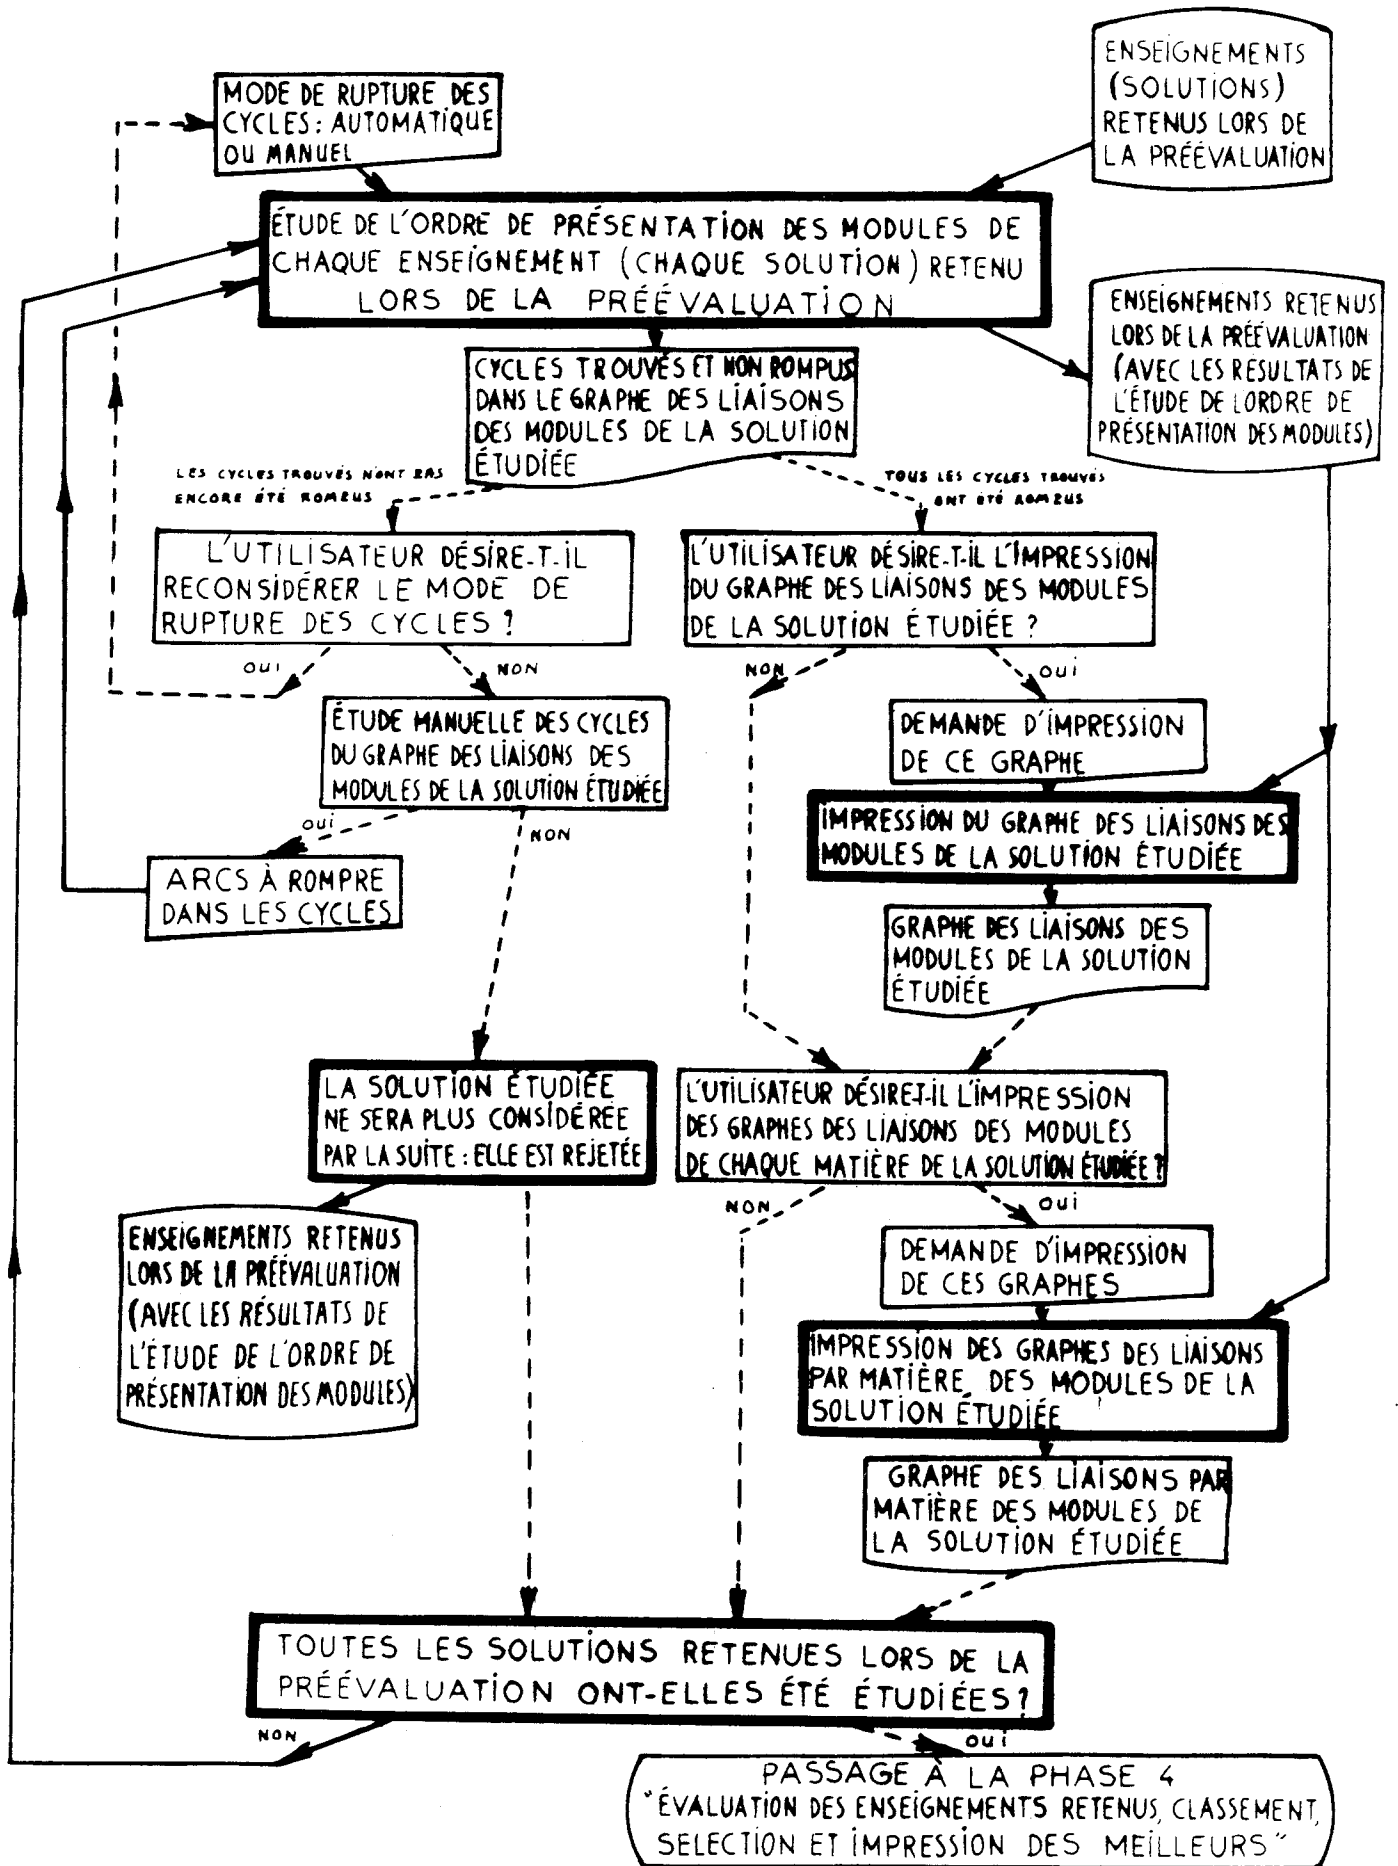 ENSEIGNEMENTS
(SOLUTIONS)
RETENUS LORS DE
LA PRÉÉVALUATION
MODE DE RUPTURE DES
CYCLES : AUTOMATIQUE
OU MANUEL
ÉTUDE DE L'ORDRE DE PRÉSENTATION DES MODULES DE
CHAQUE ENSEIGNEMENT (CHAQUE SOLUTION) RETENU
LORS DE LA PRÉÉVALUATION
ENSEIGNEMENTS RETENUS
LORS DE LA PRÉÉVALUATION
(AVEC LES RÉSULTATS DE
L'ÉTUDE DE L'ORDRE DE
PRÉSENTATION DES MODULES)
CYCLES TROUVÉS ET NON ROMPUS
DANS LE GRAPHE DES LIAISONS
DES MODULES DE LA SOLUTION
ÉTUDIÉE
LES CYCLES TROUVÉS N'ONT PAS
ENCORE ÉTÉ ROMPUS
TOUS LES CYCLES TROUVÉS
ONT ÉTÉ ROMPUS
L'UTILISATEUR DÉSIRE-T-IL
RECONSIDÉRER LE MODE DE
RUPTURE DES CYCLES ?
L'UTILISATEUR DÉSIRE-T-IL L'IMPRESSION
DU GRAPHE DES LIAISONS DES MODULES
DE LA SOLUTION ÉTUDIÉE ?
OUI
NON
NON
OUI
ÉTUDE MANUELLE DES CYCLES
DU GRAPHE DES LIAISONS DES
MODULES DE LA SOLUTION ÉTUDIÉE
DEMANDE D'IMPRESSION
DE CE GRAPHE
OUI
NON
IMPRESSION DU GRAPHE DES LIAISONS DES
MODULES DE LA SOLUTION ÉTUDIÉE
ARCS À ROMPRE
DANS LES CYCLES
GRAPHE DES LIAISONS DES
MODULES DE LA SOLUTION
ÉTUDIÉE
LA SOLUTION ÉTUDIÉE
NE SERA PLUS CONSIDÉRÉE
PAR LA SUITE : ELLE EST REJETÉE
L'UTILISATEUR DÉSIRE-T-IL L'IMPRESSION
DES GRAPHES DES LIAISONS DES MODULES
DE CHAQUE MATIÈRE DE LA SOLUTION ÉTUDIÉE ?
NON
OUI
ENSEIGNEMENTS RETENUS
LORS DE LA PRÉÉVALUATION
(AVEC LES RÉSULTATS DE
L'ÉTUDE DE L'ORDRE DE
PRÉSENTATION DES MODULES)
DEMANDE D'IMPRESSION
DE CES GRAPHES
IMPRESSION DES GRAPHES DES LIAISONS
PAR MATIÈRE DES MODULES DE LA
SOLUTION ÉTUDIÉE
GRAPHE DES LIAISONS PAR
MATIÈRE DES MODULES DE
LA SOLUTION ÉTUDIÉE
TOUTES LES SOLUTIONS RETENUES LORS DE LA
PRÉÉVALUATION ONT-ELLES ÉTÉ ÉTUDIÉES ?
NON
OUI
PASSAGE À LA PHASE 4
"ÉVALUATION DES ENSEIGNEMENTS RETENUS, CLASSEMENT,
SELECTION ET IMPRESSION DES MEILLEURS"